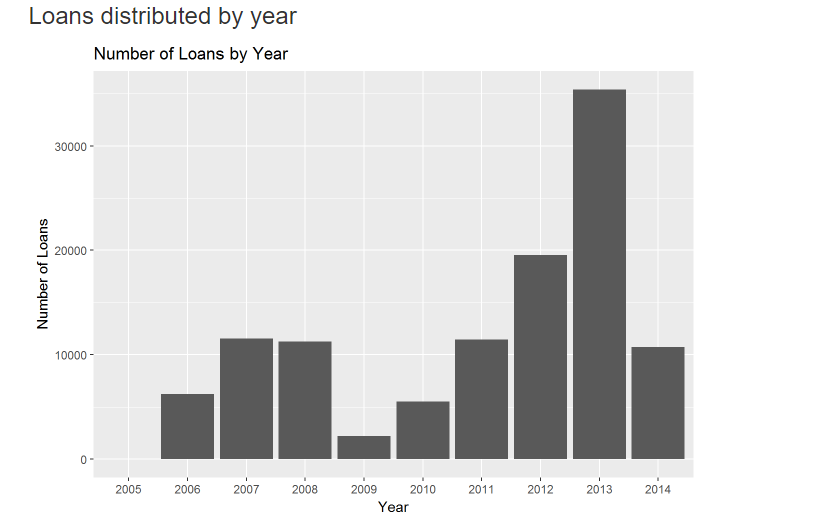 Loans distributed by year
Number of Loans by Year
30000
20000
10000
0
Number of Loans
2005 2006 2007 2008 2009 2010 2011 2012 2013 2014
Year